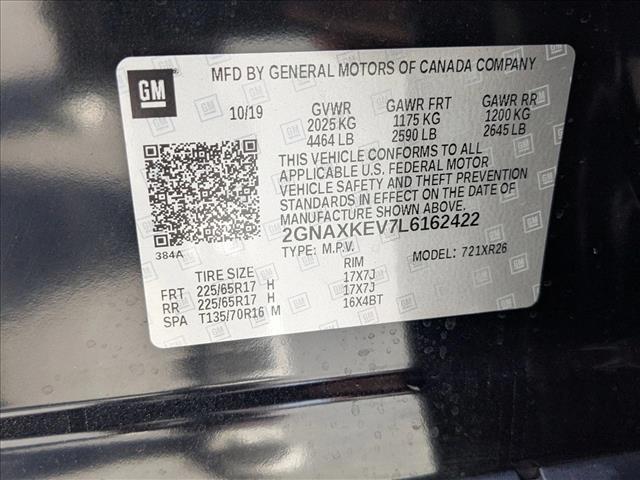 GM
MFD BY GENERAL MOTORS OF CANADA COMPANY
10/19 GVWR GAWR FRT GAWR RR
2025 KG 1175 KG 1200 KG
4464 LB 2590 LB 2645 LB
THIS VEHICLE CONFORMS TO ALL
APPLICABLE U.S. FEDERAL MOTOR
VEHICLE SAFETY AND THEFT PREVENTION
STANDARDS IN EFFECT ON THE DATE OF
MANUFACTURE SHOWN ABOVE.
2GNAXKEV7L6162422
384A
TYPE: M.P.V. MODEL: 721XR26
TIRE SIZE RIM
FRT 225/65R17 H 17X7J
RR 225/65R17 H 17X7J
SPA T135/70R16 M 16X4BT